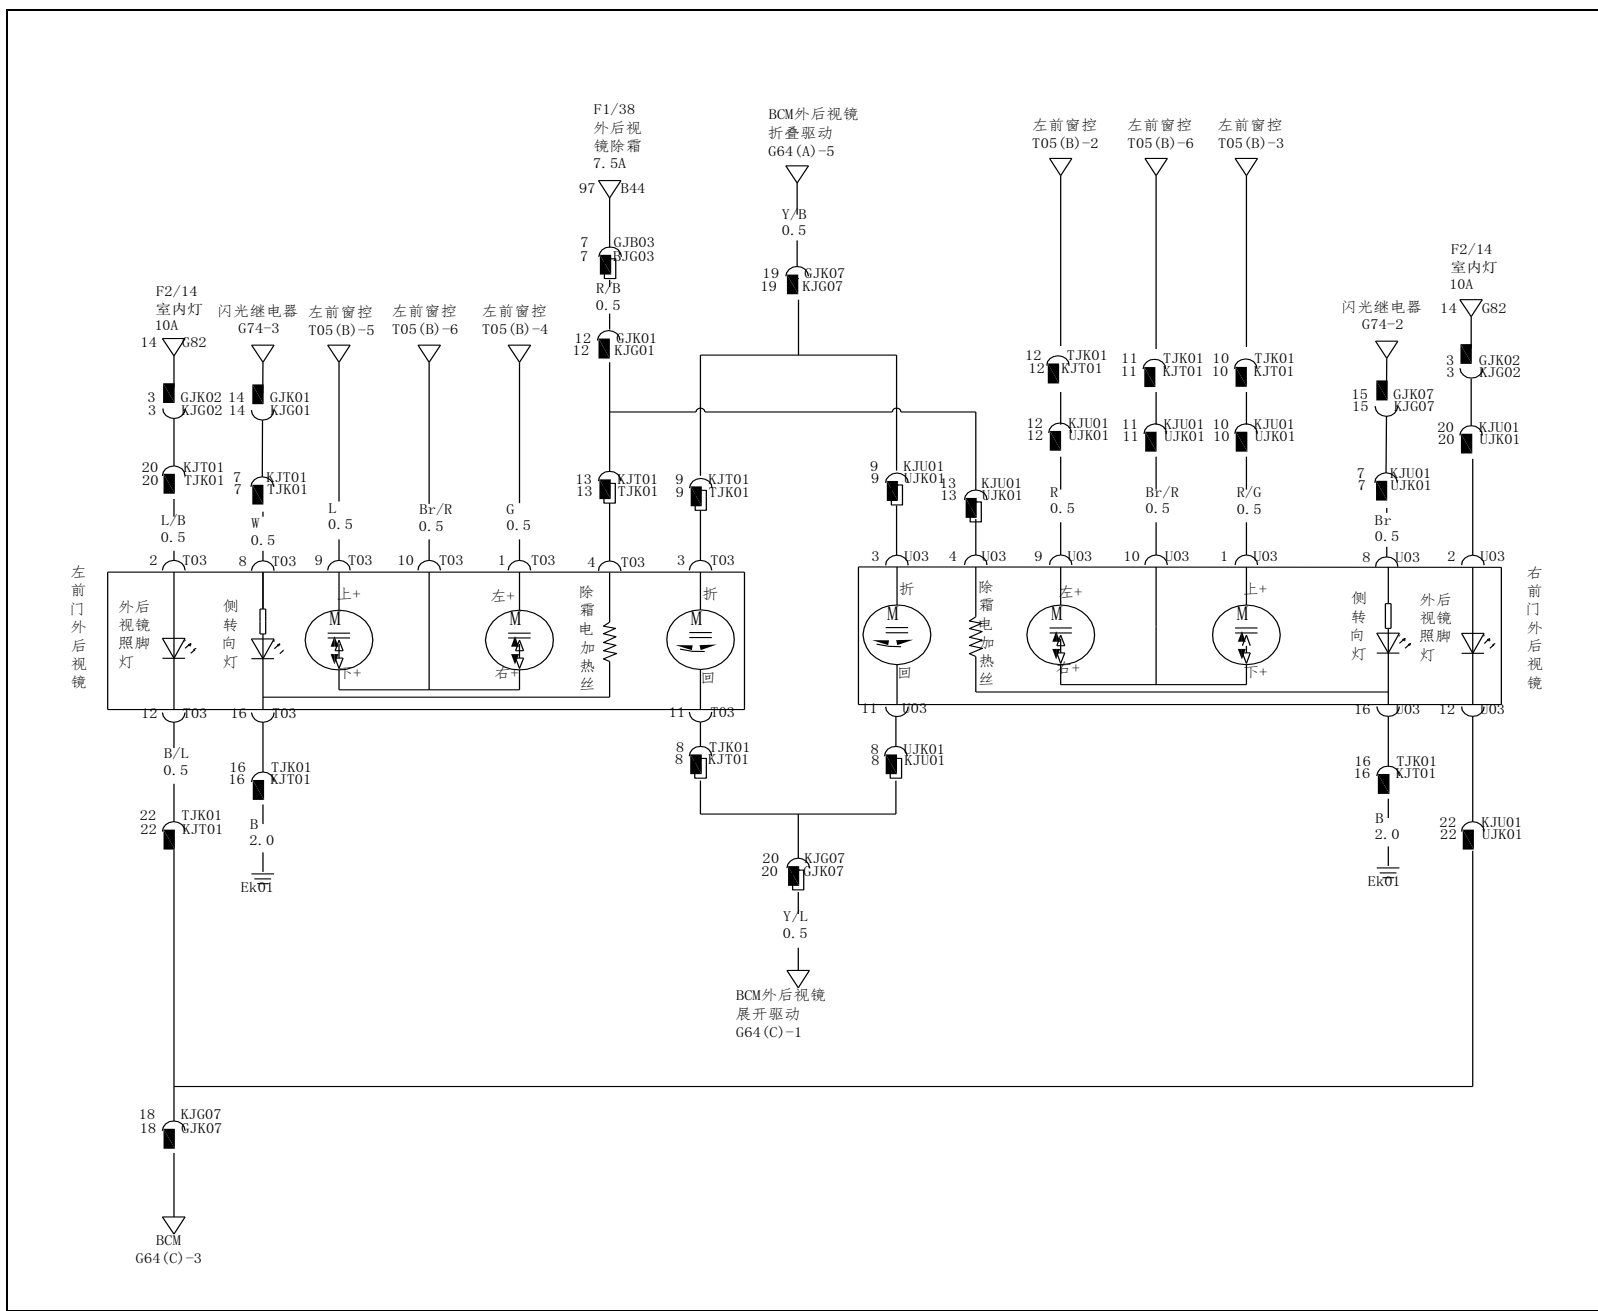 F1/38
外后视
镜除霜
7.5A
97 B44
BCM外后视镜
折叠驱动
G64(A)-5
左前窗控
T05(B)-2
左前窗控
T05(B)-6
左前窗控
T05(B)-3
Y/B
0.5
7 GJB03
7 BJG03
R/B
0.5
19 GJK07
19 KJG07
F2/14
室内灯
10A
14 G82
F2/14
室内灯
10A
14 G82
闪光继电器
G74-3
左前窗控
T05(B)-5
左前窗控
T05(B)-6
左前窗控
T05(B)-4
闪光继电器
G74-2
12 GJK01
12 KJG01
12 TJK01
12 KJT01
11 TJK01
11 KJT01
10 TJK01
10 KJT01
3 GJK02
3 KJG02
3 GJK02
3 KJG02
14 GJK01
14 KJG01
15 GJK07
15 KJG07
12 KJU01
12 UJK01
11 KJU01
11 UJK01
10 KJU01
10 UJK01
20 KJU01
20 UJK01
20 KJT01
20 TJK01
7 KJT01
7 TJK01
13 KJT01
13 TJK01
9 KJT01
9 TJK01
9 KJU01
9 UJK01
13 KJU01
13 UJK01
7 KJU01
7 UJK01
L/B
0.5
W
0.5
L
0.5
Br/R
0.5
G
0.5
R
0.5
Br/R
0.5
R/G
0.5
Br
0.5
2 T03
8 T03
9 T03
10 T03
1 T03
4 T03
3 T03
3 U03
4 U03
9 U03
10 U03
1 U03
8 U03
2 U03
左前门外后视镜
外后
视镜
照脚
灯
侧转向灯
上+
M
下+
左+
M
右+
除霜电加热丝
折
M
回
折
M
回
除霜电加热丝
左+
M
右+
上+
M
下+
侧转向灯
外后
视镜
照脚
灯
右前门外后视镜
12 T03
16 T03
11 T03
11 U03
16 U03
12 U03
B/L
0.5
16 TJK01
16 KJT01
8 TJK01
8 KJT01
8 UJK01
8 KJU01
16 TJK01
16 KJT01
22 TJK01
22 KJT01
B
2.0
Ek01
B
2.0
Ek01
22 KJU01
22 UJK01
20 KJG07
20 GJK07
Y/L
0.5
BCM外后视镜
展开驱动
G64(C)-1
18 KJG07
18 GJK07
BCM
G64(C)-3